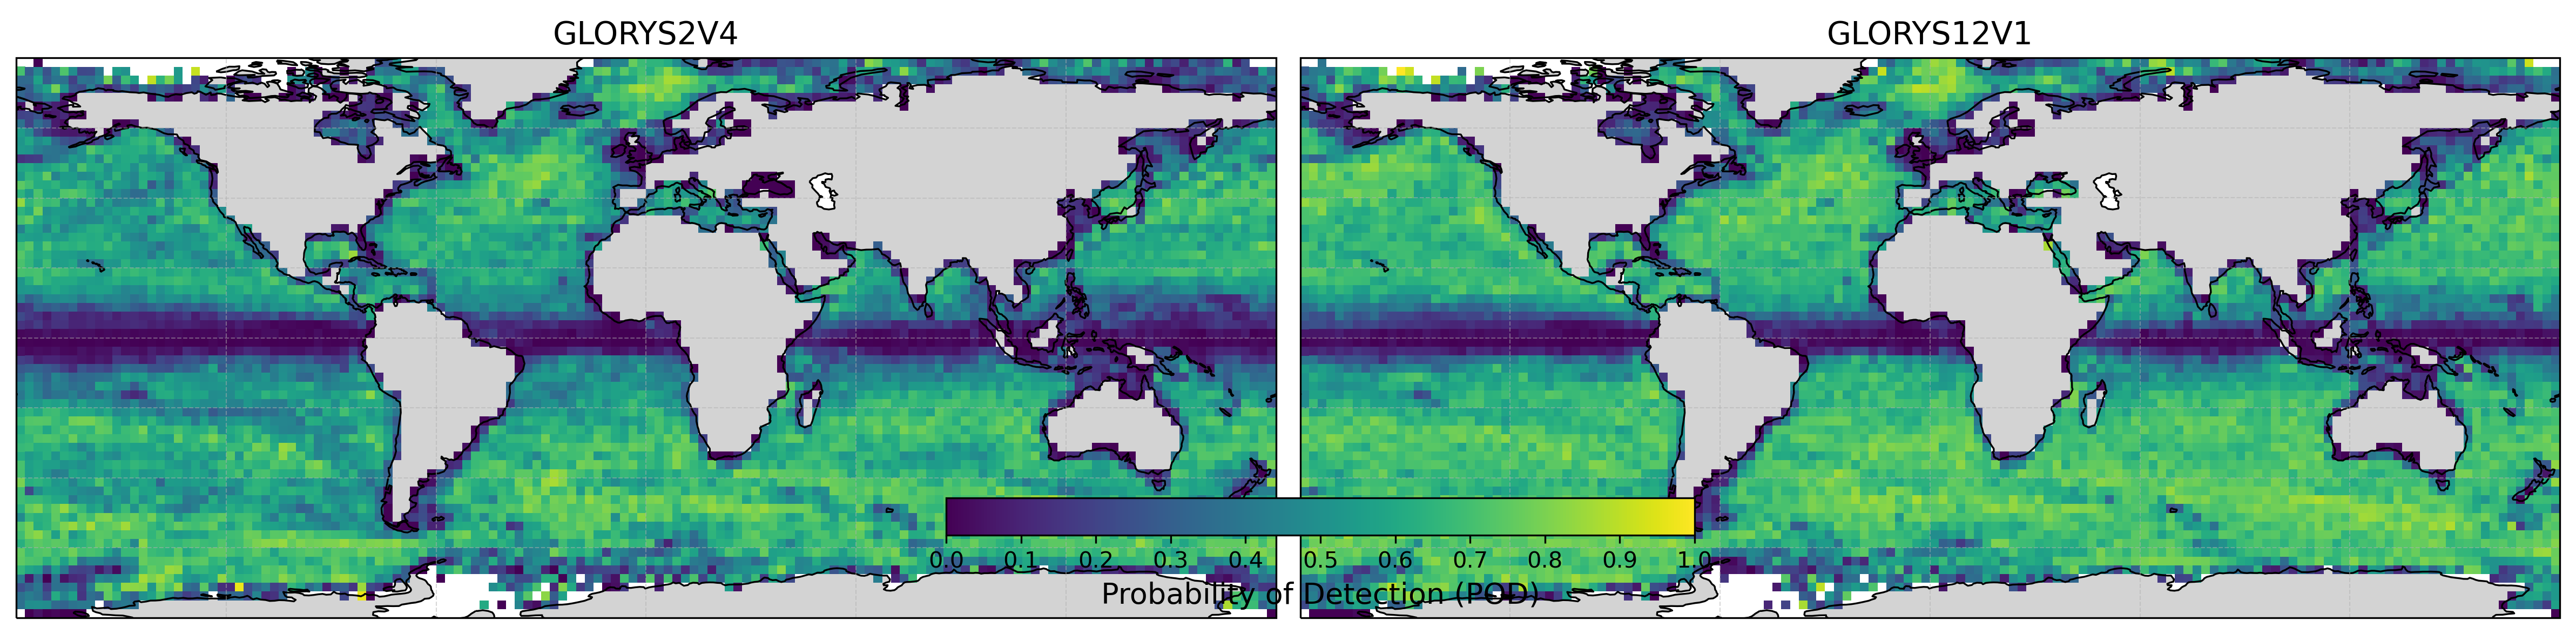 GLORYS2V4
GLORYS12V1
0.0 0.1 0.2 0.3 0.4 0.5 0.6 0.7 0.8 0.9 1.0
Probability of Detection (POD)